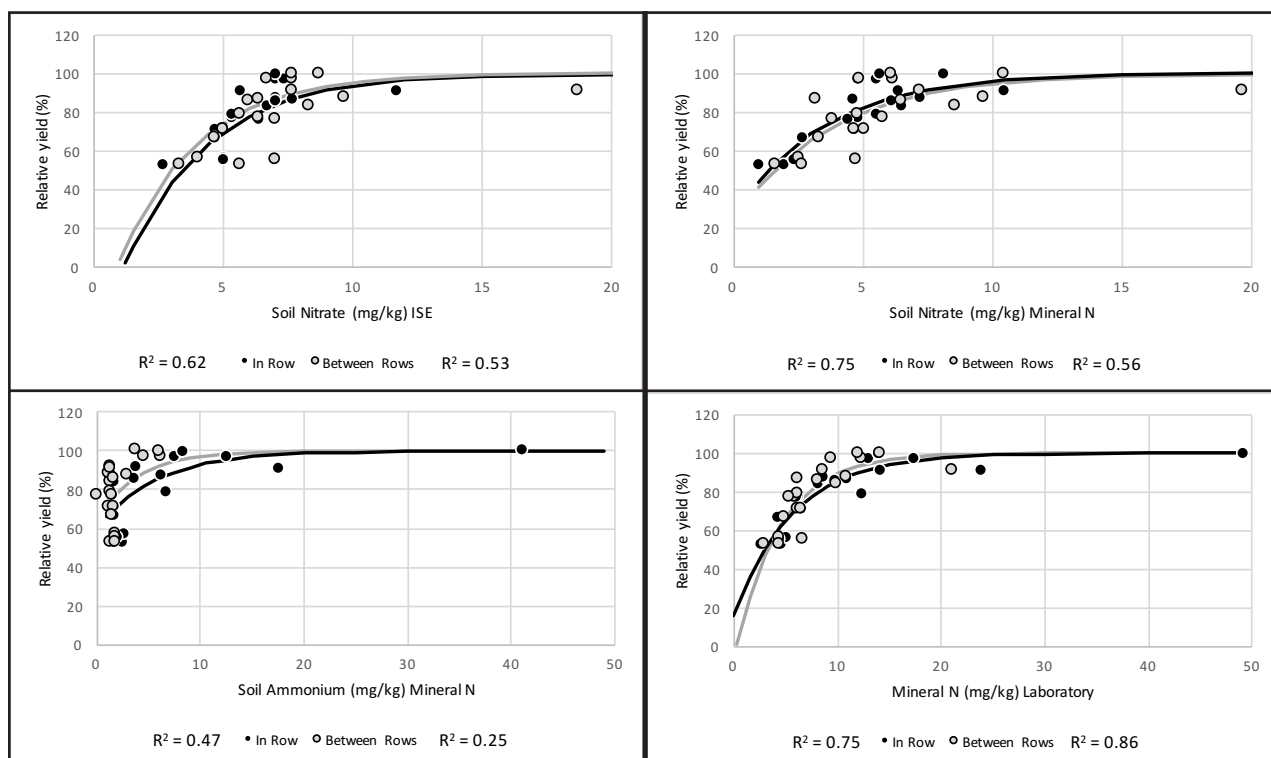 120
100
80
60
40
20
0
Relative yield (%)
0 5 10 15 20
Soil Nitrate (mg/kg) ISE
R² = 0.62 In Row Between Rows R² = 0.53
120
100
80
60
40
20
0
Relative yield (%)
0 5 10 15 20
Soil Nitrate (mg/kg) Mineral N
R² = 0.75 In Row Between Rows R² = 0.56
120
100
80
60
40
20
0
Relative yield (%)
0 10 20 30 40 50
Soil Ammonium (mg/kg) Mineral N
R² = 0.47 In Row Between Rows R² = 0.25
120
100
80
60
40
20
0
Relative yield (%)
0 10 20 30 40 50
Mineral N (mg/kg) Laboratory
R² = 0.75 In Row Between Rows R² = 0.86